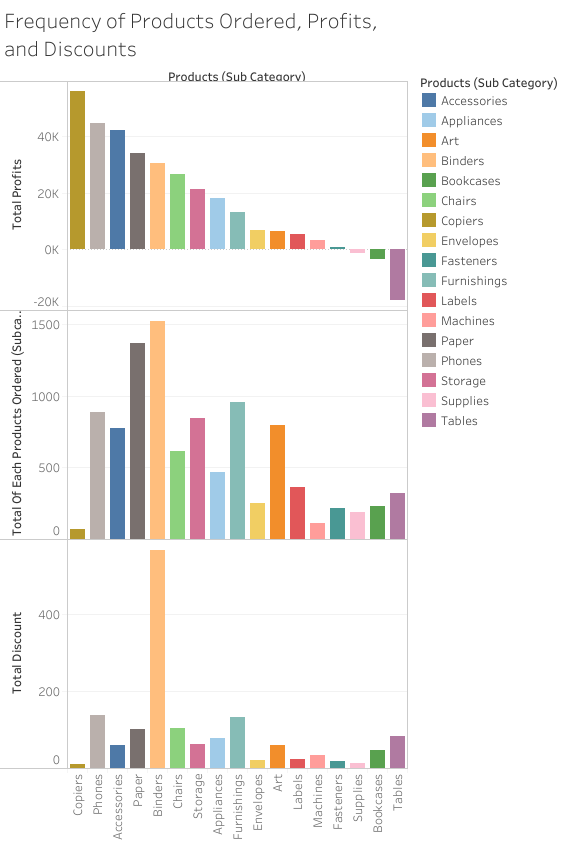 Frequency of Products Ordered, Profits,
and Discounts
Products (Sub Category)
Total Profits
40K
20K
0K
-20K
Total Of Each Products Ordered (Subca..
1500
1000
500
0
Total Discount
400
200
0
Copiers
Phones
Accessories
Paper
Binders
Chairs
Storage
Appliances
Furnishings
Envelopes
Art
Labels
Machines
Fasteners
Supplies
Bookcases
Tables
Products (Sub Category)
Accessories
Appliances
Art
Binders
Bookcases
Chairs
Copiers
Envelopes
Fasteners
Furnishings
Labels
Machines
Paper
Phones
Storage
Supplies
Tables